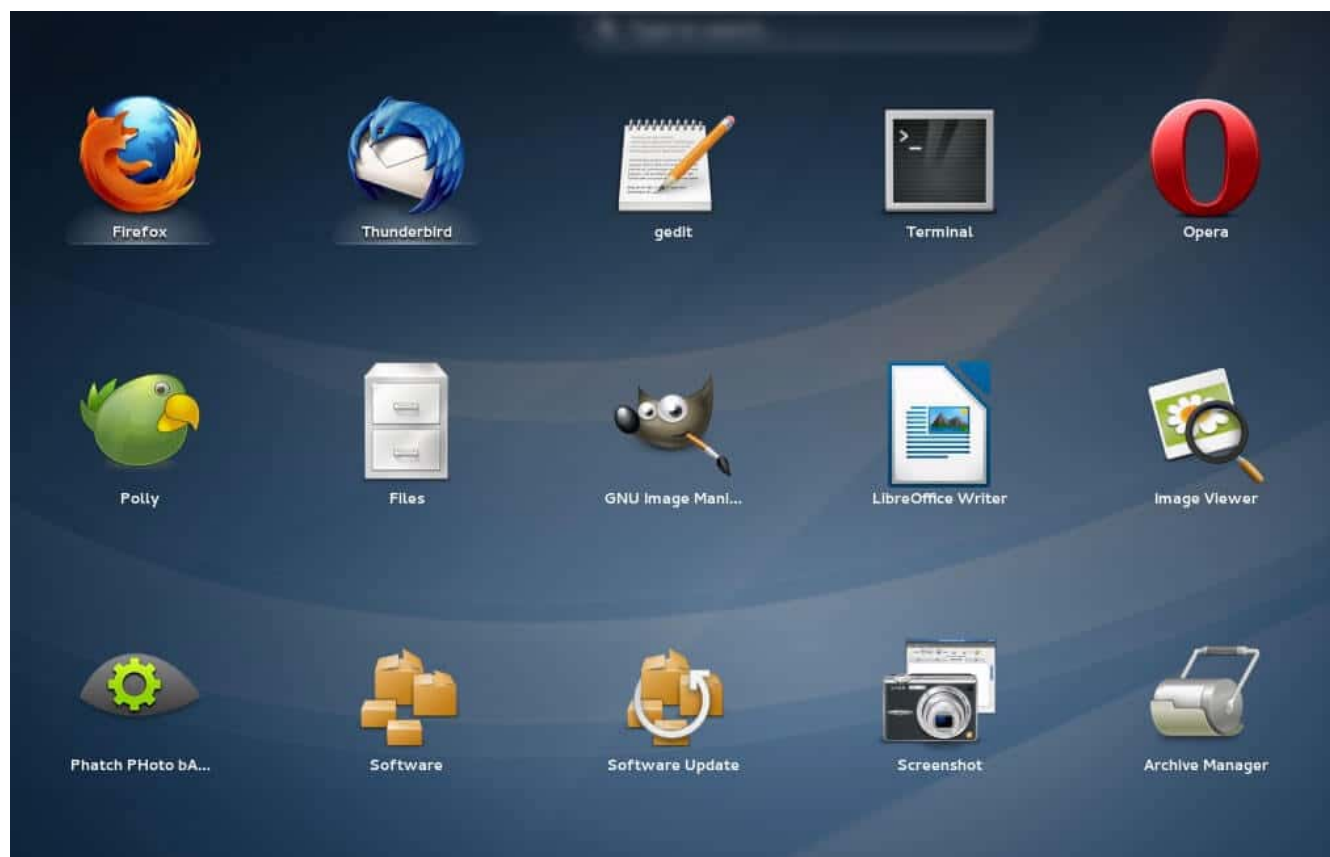 Firefox
Thunderbird
gedit
Terminal
Opera
Polly
Files
GNU Image Mani...
LibreOffice Writer
Image Viewer
Phatch PHoto bA...
Software
Software Update
Screenshot
Archive Manager